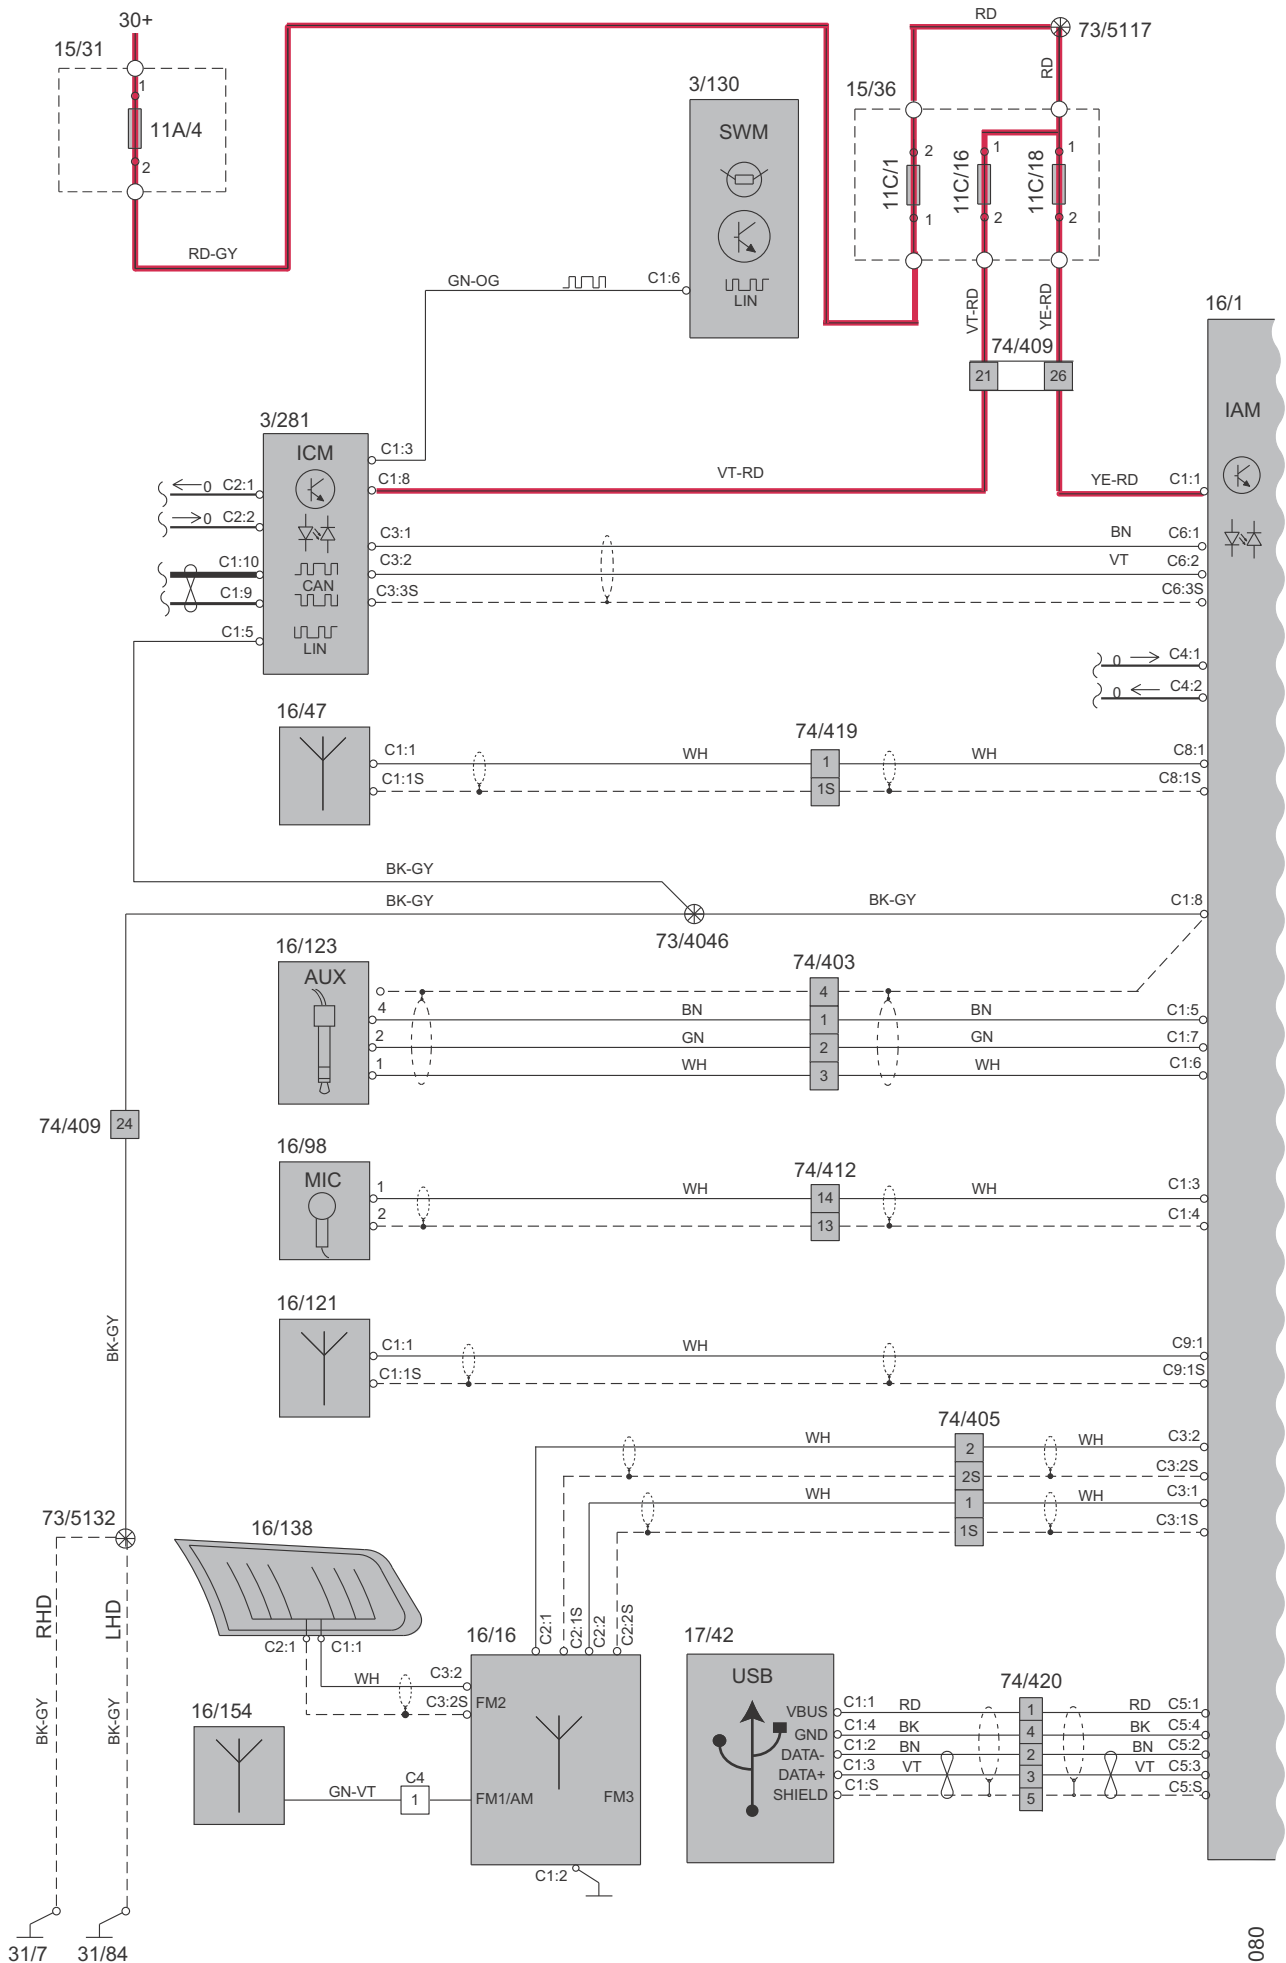 30+
15/31
1
11A/4
2
RD-GY
RD
73/5117
RD
15/36
2
11C/1
1
1
11C/16
2
1
11C/18
2
3/130
SWM
LIN
GN-OG
C1:6
VT-RD
YE-RD
74/409
21
26
16/1
IAM
3/281
ICM
C1:3
C1:8
VT-RD
YE-RD
C1:1
0
C2:1
0
C2:2
C3:1
BN
C6:1
C1:10
CAN
C3:2
VT
C6:2
C1:9
C3:3S
C6:3S
C1:5
LIN
0
C4:1
0
C4:2
16/47
74/419
C1:1
WH
1
WH
C8:1
C1:1S
1S
C8:1S
BK-GY
BK-GY
BK-GY
C1:8
73/4046
16/123
AUX
74/403
4
4
BN
1
BN
C1:5
2
GN
2
GN
C1:7
1
WH
3
WH
C1:6
74/409
24
16/98
MIC
74/412
1
WH
14
WH
C1:3
2
13
C1:4
16/121
C1:1
WH
C9:1
C1:1S
C9:1S
BK-GY
74/405
WH
2
WH
C3:2
2S
C3:2S
WH
1
WH
C3:1
1S
C3:1S
73/5132
RHD
LHD
BK-GY
BK-GY
16/138
C2:1
C1:1
WH
C3:2
C3:2S
16/16
C2:1
C2:1S
C2:2
C2:2S
FM2
FM1/AM
FM3
C1:2
16/154
GN-VT
C4
1
17/42
USB
74/420
VBUS
C1:1
RD
1
RD
C5:1
GND
C1:4
BK
4
BK
C5:4
DATA-
C1:2
BN
2
BN
C5:2
DATA+
C1:3
VT
3
VT
C5:3
SHIELD
C1:S
5
C5:S
31/7
31/84
080